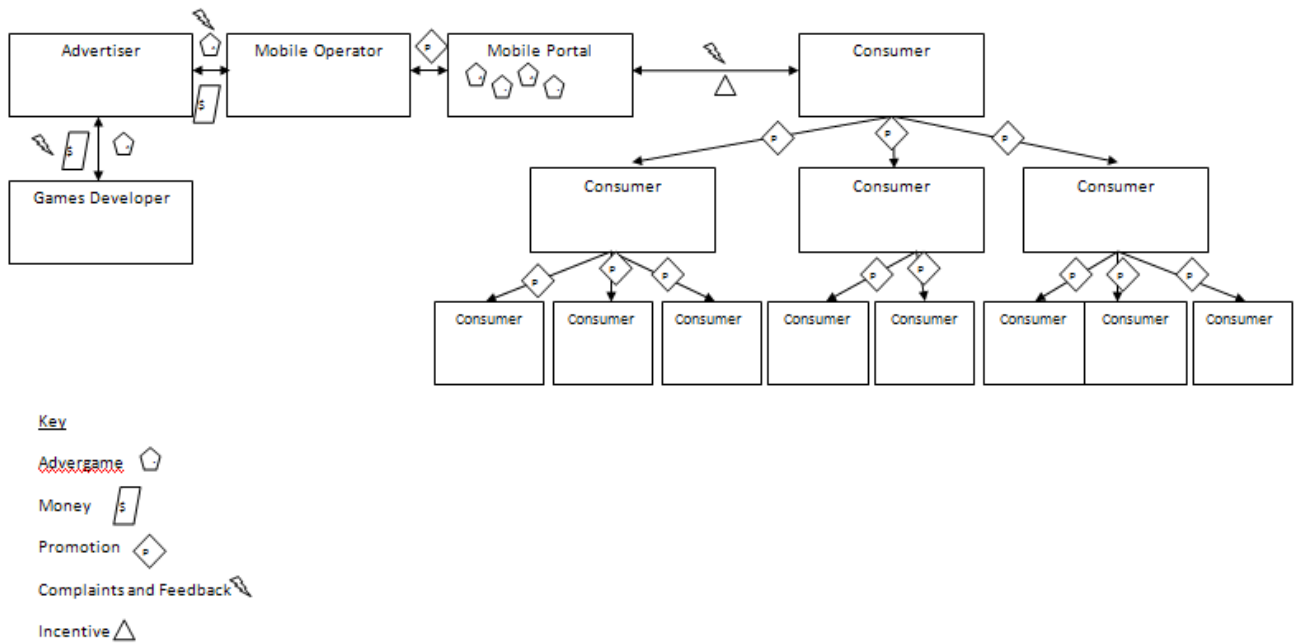 Advertiser
Mobile Operator
Mobile Portal
Consumer
P
$
$
Games Developer
P
P
P
Consumer
Consumer
Consumer
P
P
P
P
P
P
P
P
Consumer
Consumer
Consumer
Consumer
Consumer
Consumer
Consumer
Consumer
Key
Advergame
Money $
Promotion P
Complaints and Feedback
Incentive